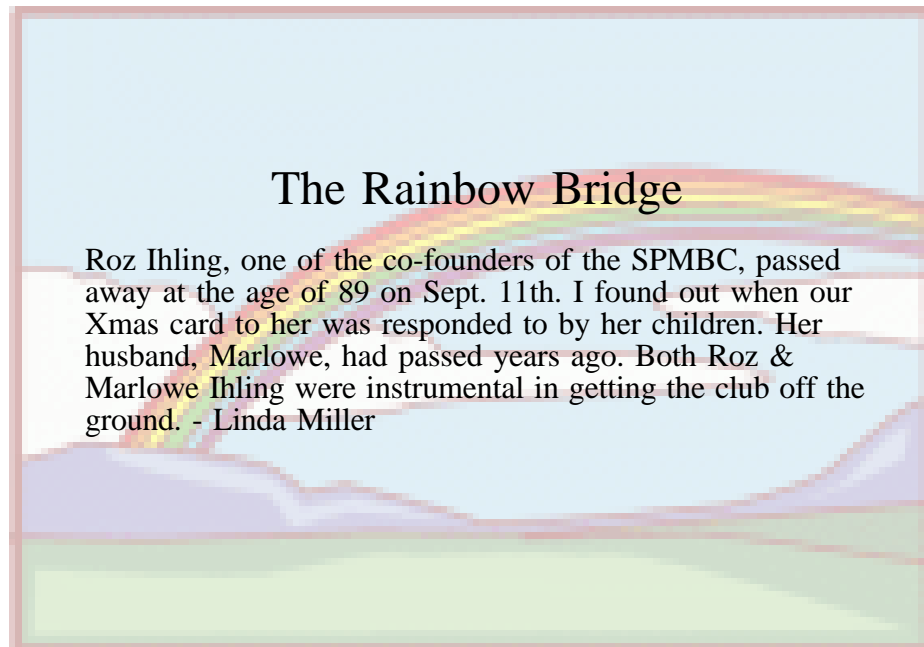 The Rainbow Bridge
Roz Ihling, one of the co-founders of the SPMBC, passed
away at the age of 89 on Sept. 11th. I found out when our
Xmas card to her was responded to by her children. Her
husband, Marlowe, had passed years ago. Both Roz &
Marlowe Ihling were instrumental in getting the club off the
ground. - Linda Miller